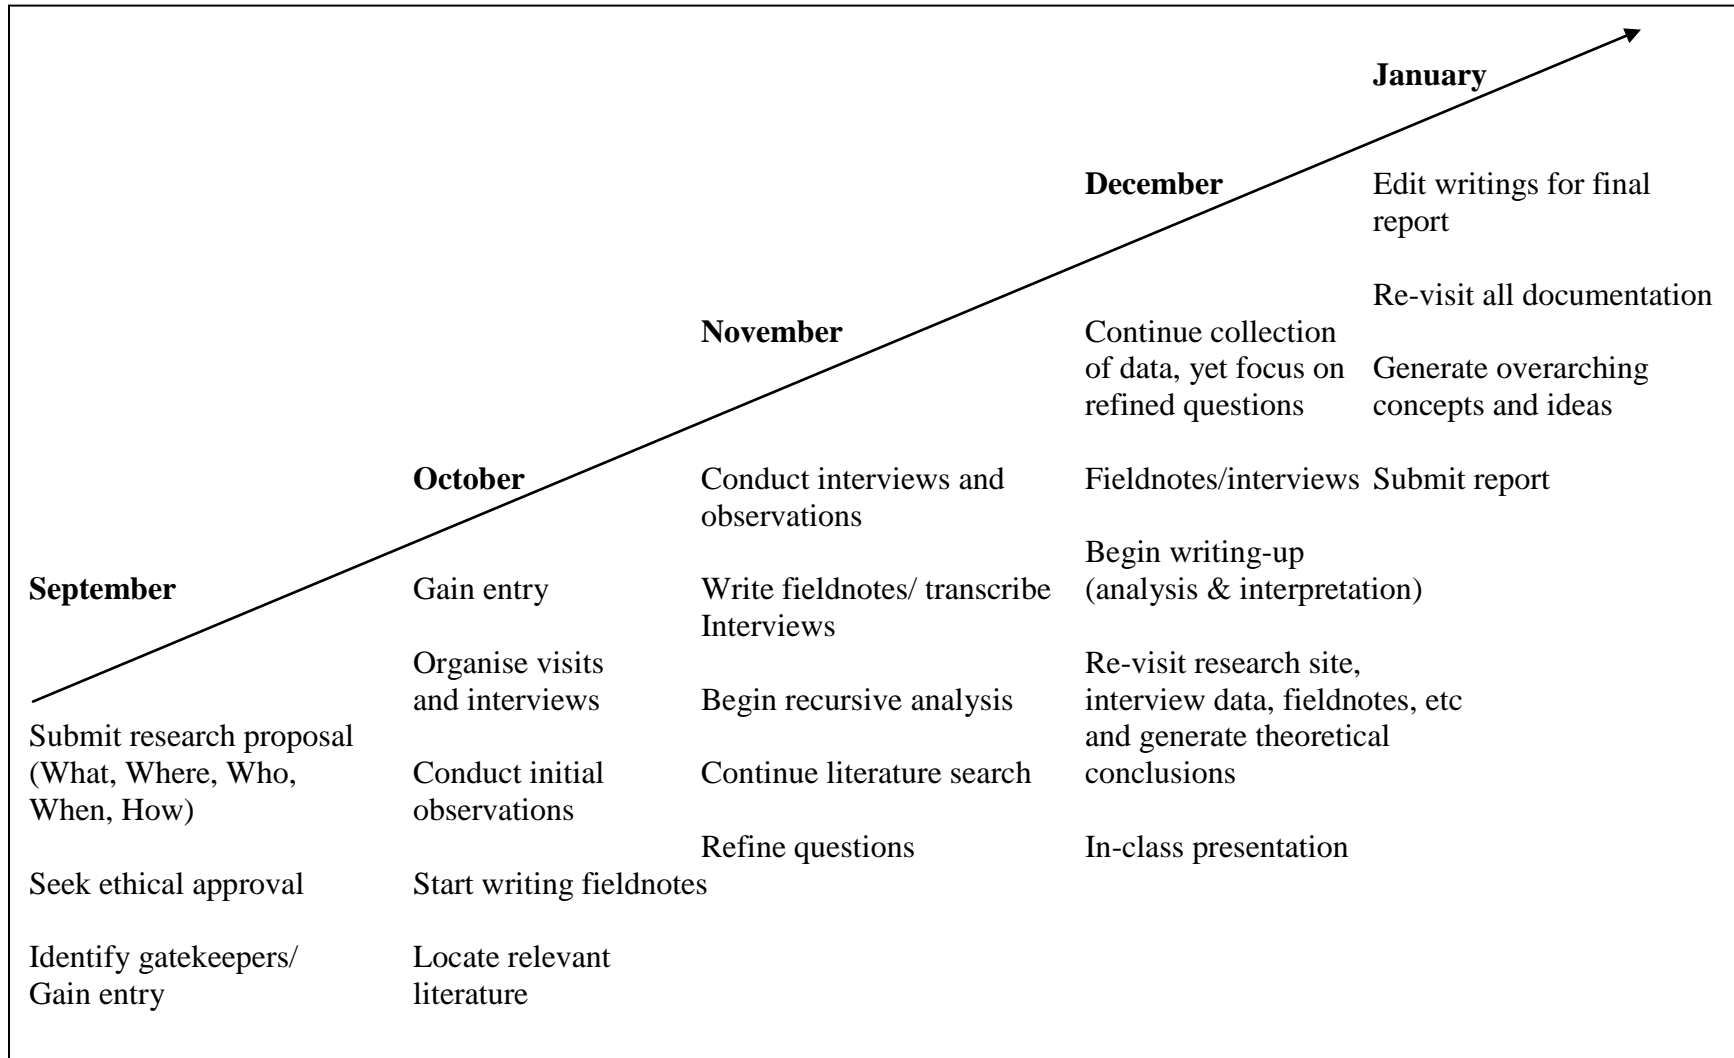 September
Submit research proposal
(What, Where, Who,
When, How)
Seek ethical approval
Identify gatekeepers/
Gain entry
October
Gain entry
Organise visits
and interviews
Conduct initial
observations
Start writing fieldnotes
Locate relevant
literature
November
Conduct interviews and
observations
Write fieldnotes/ transcribe
Interviews
Begin recursive analysis
Continue literature search
Refine questions
December
Continue collection
of data, yet focus on
refined questions
Fieldnotes/interviews
Begin writing-up
(analysis & interpretation)
Re-visit research site,
interview data, fieldnotes, etc
and generate theoretical
conclusions
In-class presentation
January
Edit writings for final
report
Re-visit all documentation
Generate overarching
concepts and ideas
Submit report